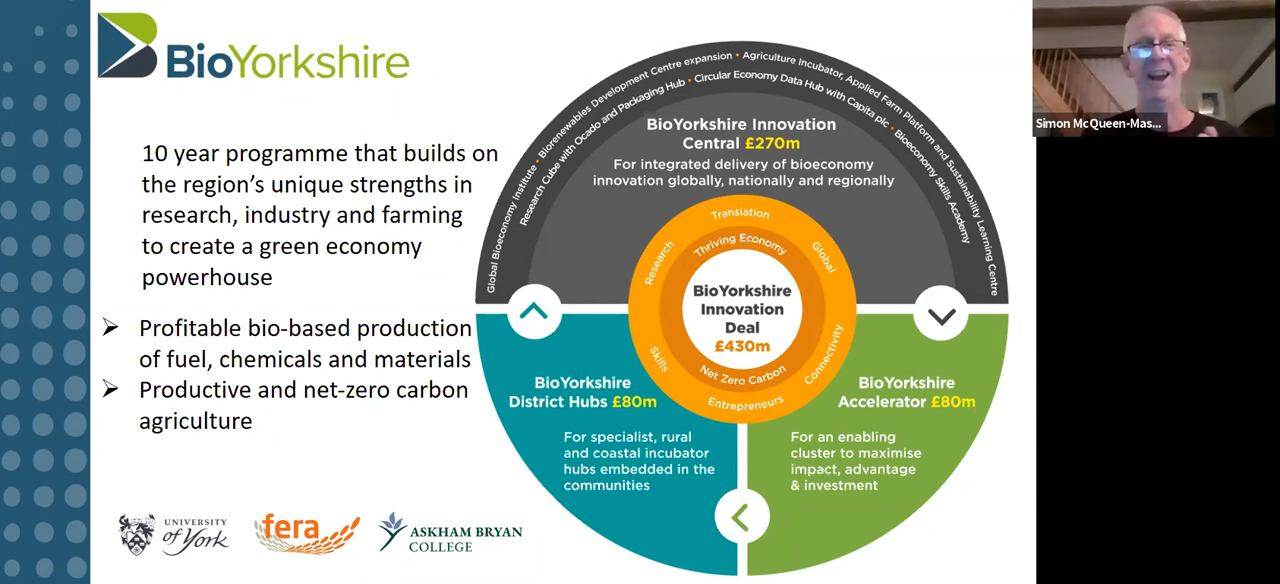 BioYorkshire
10 year programme that builds on
the region's unique strengths in
research, industry and farming
to create a green economy
powerhouse
Profitable bio-based production
of fuel, chemicals and materials
Productive and net-zero carbon
agriculture
UNIVERSITY
of York
fera
ASKHAM BRYAN
COLLEGE
Global Bioeconomy Institute • Biorenewables Development Centre expansion • Agriculture Incubator, Applied Farm Platform and Sustainability Learning Centre
Research Cube with Ocado and Packaging Hub • Circular Economy Data Hub with Capita plc • Bioeconomy Skills Academy
BioYorkshire Innovation
Central £270m
For integrated delivery of bioeconomy
innovation globally, nationally and regionally
Translation
Research
Global
Thriving Economy
BioYorkshire
Innovation
Deal
£430m
Skills
Connectivity
Net Zero Carbon
Entrepreneurs
BioYorkshire
District Hubs £80m
For specialist, rural
and coastal incubator
hubs embedded in the
communities
BioYorkshire
Accelerator £80m
For an enabling
cluster to maximise
impact, advantage
& investment
Simon McQueen-Mas...